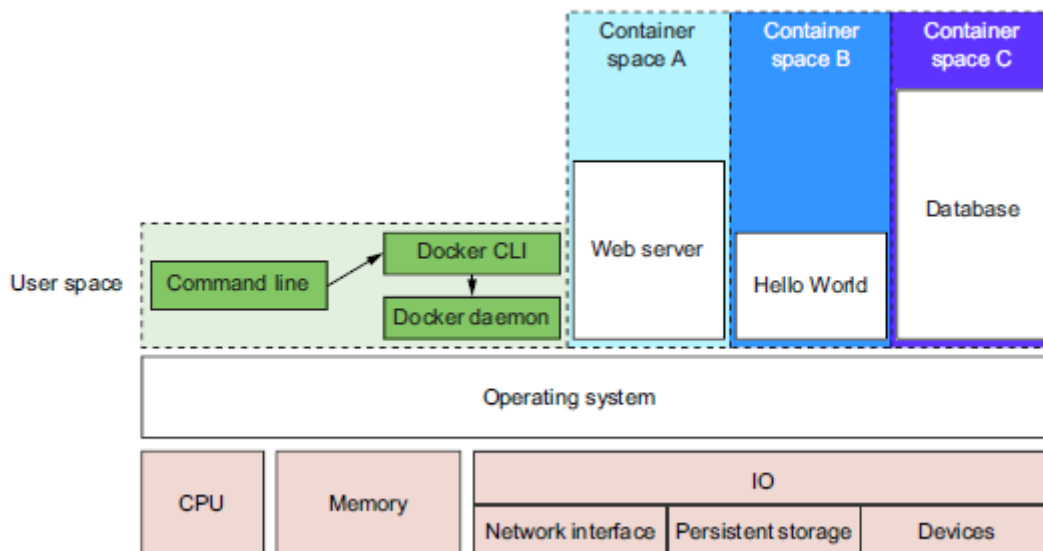 Container
space A
Container
space B
Container
space C
Database
Web server
Docker CLI
User space
Command line
Hello World
Docker daemon
Operating system
CPU
Memory
IO
Network interface
Persistent storage
Devices